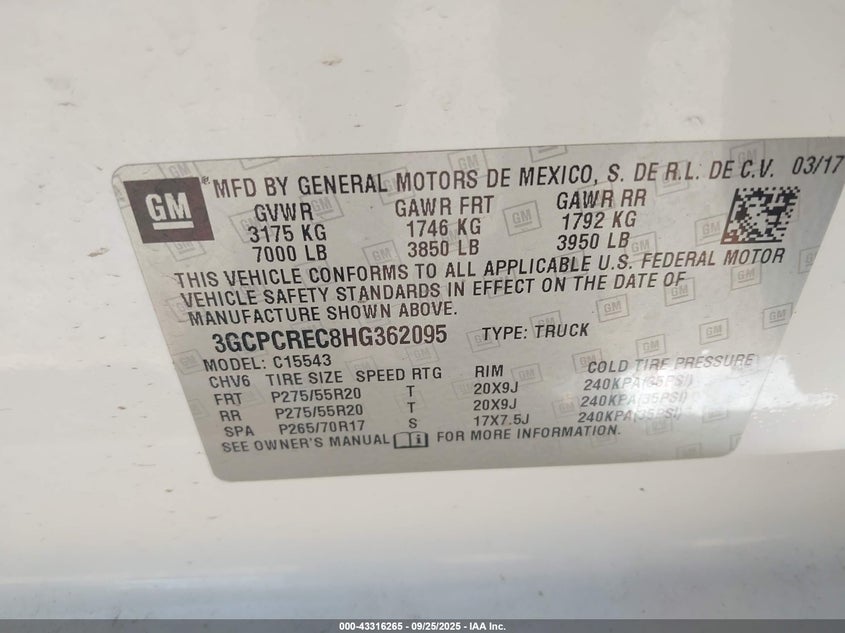 GM MFD BY GENERAL MOTORS DE MEXICO, S. DE R.L. DE C.V. 03/17
GVWR GAWR FRT GAWR RR
3175 KG 1746 KG 1792 KG
7000 LB 3850 LB 3950 LB
THIS VEHICLE CONFORMS TO ALL APPLICABLE U.S. FEDERAL MOTOR
VEHICLE SAFETY STANDARDS IN EFFECT ON THE DATE OF
MANUFACTURE SHOWN ABOVE.
3GCPCREC8HG362095 TYPE: TRUCK
MODEL: C15543
CHV6 TIRE SIZE SPEED RTG RIM COLD TIRE PRESSURE
FRT P275/55R20 T 20X9J 240KPA(35PSI)
RR P275/55R20 T 20X9J 240KPA(35PSI)
SPA P265/70R17 S 17X7.5J 240KPA(35PSI)
SEE OWNER'S MANUAL FOR MORE INFORMATION.
000-43316265 - 09/25/2025 - IAA Inc.